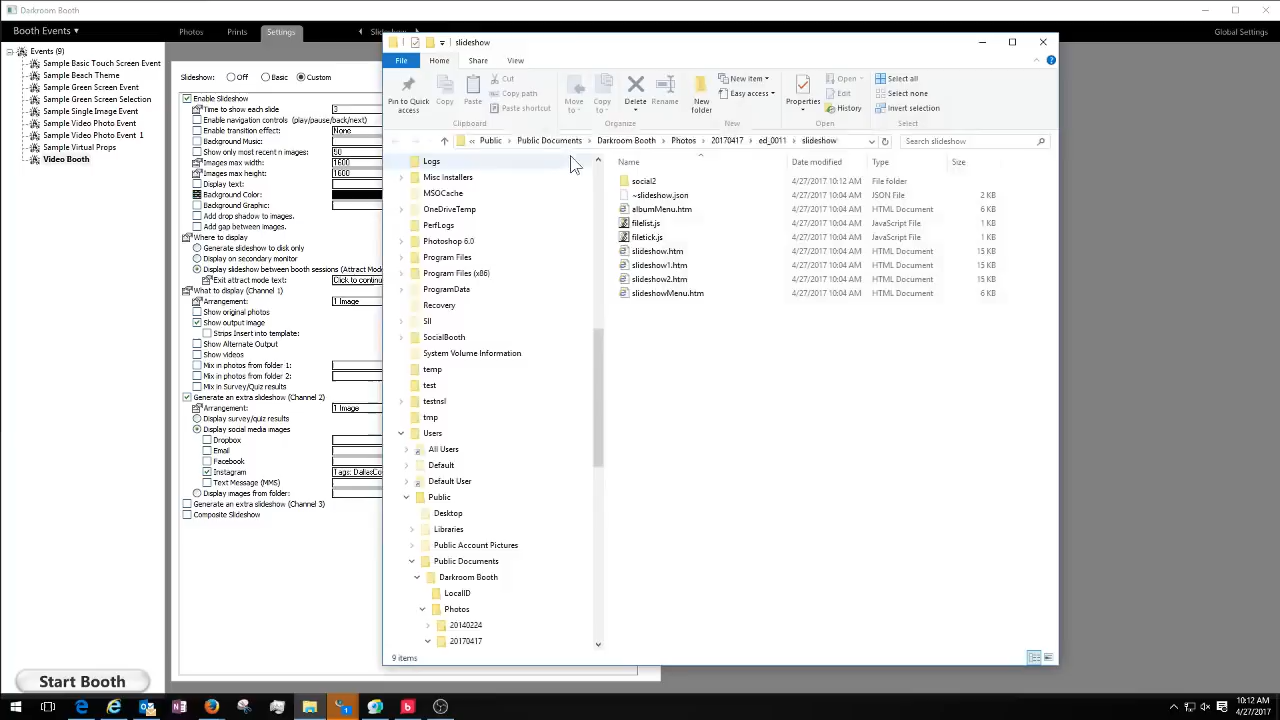 Darkroom Booth
Booth Events ▾
Photos
Prints
Settings
Global Settings
Events (9)
Sample Basic Touch Screen Event
Sample Beach Theme
Sample Green Screen Event
Sample Green Screen Selection
Sample Single Image Event
Sample Video Photo Event
Sample Video Photo Event 1
Sample Virtual Props
Video Booth
Start Booth
Slideshow: Off Basic Custom
Enable Slideshow
Time to show each slide 3
Enable navigation controls (play/pause/back/next)
Enable transition effect: None
Background Music:
Show only most recent n images 50
Images max width 1600
Images max height 1600
Display text:
Background Color:
Background Graphic:
Add drop shadow to images.
Add gap between images.
Where to display
Generate slideshow to disk only
Display on secondary monitor
Display slideshow between booth sessions (Attract Mode
Exit attract mode text: Click to continu
What to display (Channel 1)
Arrangement: 1 Image
Show original photos
Show output image
Strips Insert into template:
Show Alternate Output
Show videos
Mix in photos from folder 1:
Mix in photos from folder 2:
Mix in Survey/Quiz results
Generate an extra slideshow (Channel 2)
Arrangement: 1 Image
Display survey/quiz results
Display social media images
Dropbox
Email
Facebook
Instagram Tags: DallasCo
Text Message (MMS)
Display images from folder:
Generate an extra slideshow (Channel 3)
Composite Slideshow
slideshow
File
Home
Share
View
Pin to Quick access
Copy
Paste
Cut
Copy path
Paste shortcut
Clipboard
Move to
Copy to
Delete
Rename
Organize
New folder
New item
Easy access
New
Properties
Open
Edit
History
Open
Select all
Select none
Invert selection
Select
« Public > Public Documents > Darkroom Booth > Photos > 20170417 > ed_0011 > slideshow
Search slideshow
Logs
Misc Installers
MSOCache
OneDriveTemp
PerfLogs
Photoshop 6.0
Program Files
Program Files (x86)
ProgramData
Recovery
SII
SocialBooth
System Volume Information
temp
test
testnsl
tmp
Users
All Users
Default
Default User
Public
Desktop
Libraries
Public Account Pictures
Public Documents
Darkroom Booth
LocalID
Photos
20140224
20170417
Name Date modified Type Size
social2 4/27/2017 10:12 AM File folder
~slideshow.json 4/27/2017 10:04 AM JSON File 2 KB
albumMenu.htm 4/27/2017 10:04 AM HTML Document 6 KB
filelist.js 4/27/2017 10:04 AM JavaScript File 1 KB
filetick.js 4/27/2017 10:04 AM JavaScript File 1 KB
slideshow.htm 4/27/2017 10:04 AM HTML Document 15 KB
slideshow1.htm 4/27/2017 10:04 AM HTML Document 15 KB
slideshow2.htm 4/27/2017 10:04 AM HTML Document 15 KB
slideshowMenu.htm 4/27/2017 10:04 AM HTML Document 6 KB
9 items
10:12 AM
4/27/2017